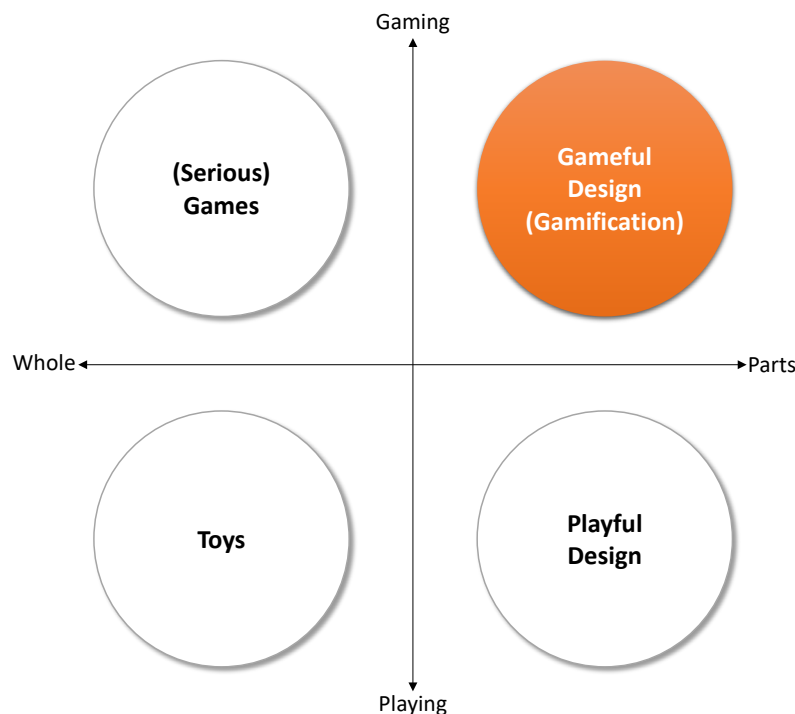 Gaming
(Serious)
Games
Gameful
Design
(Gamification)
Whole
Parts
Toys
Playful
Design
Playing